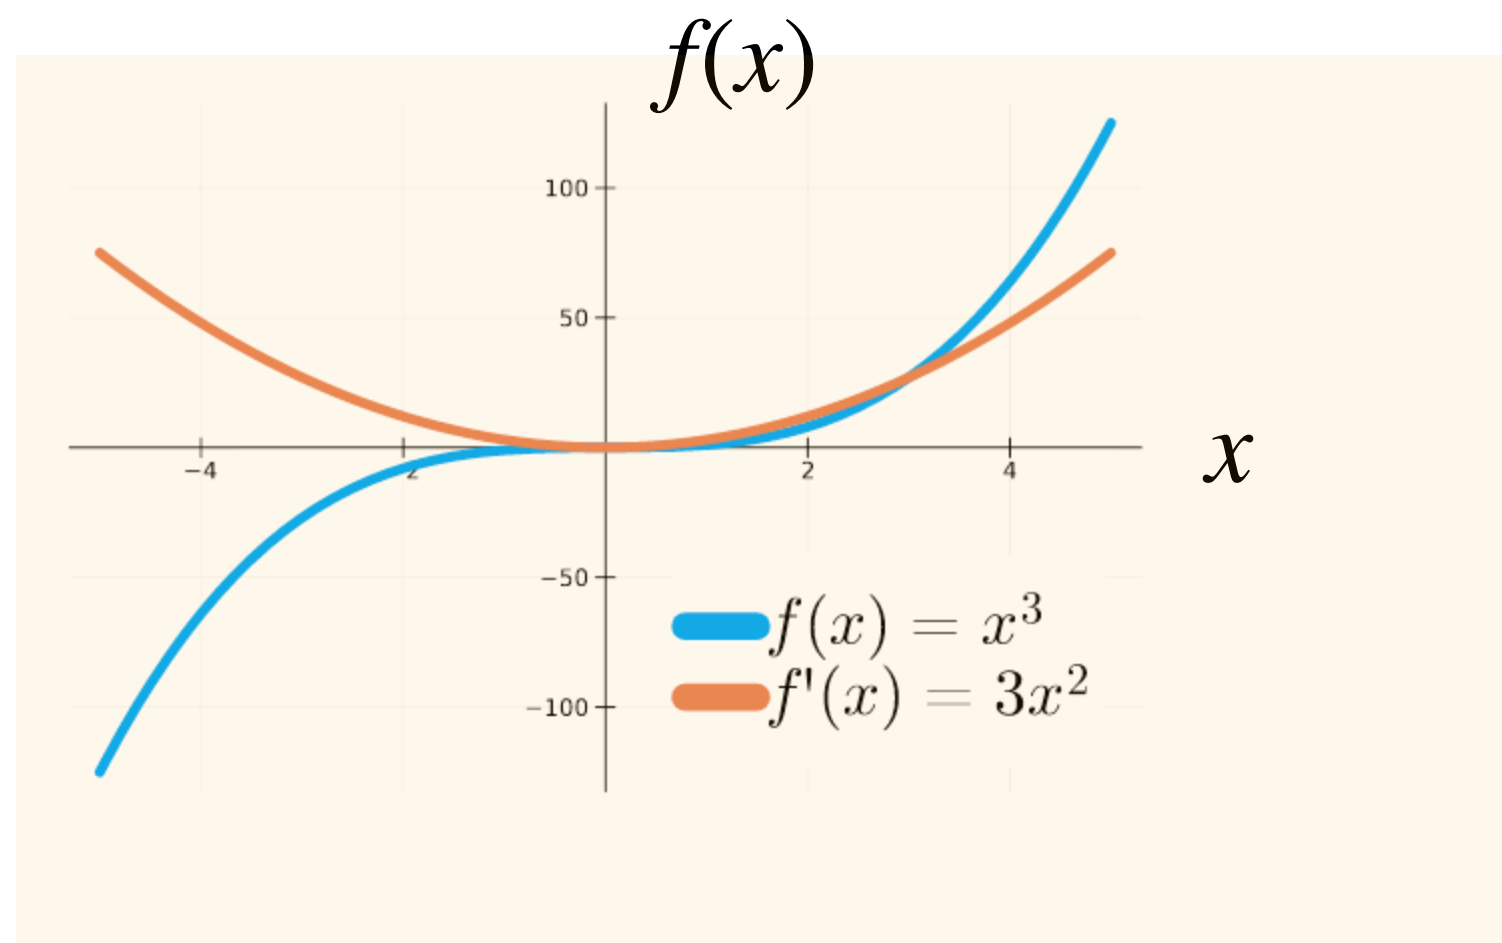 f(x)
100
50
−4
2
2
4
x
−50
f(x) = x³
f'(x) = 3x²
−100